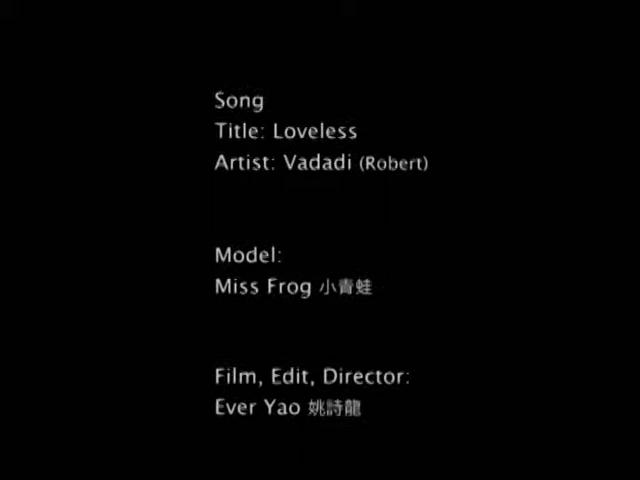 Song
Title: Loveless
Artist: Vadadi (Robert)
Model:
Miss Frog 小青蛙
Film, Edit, Director:
Ever Yao 姚詩龍